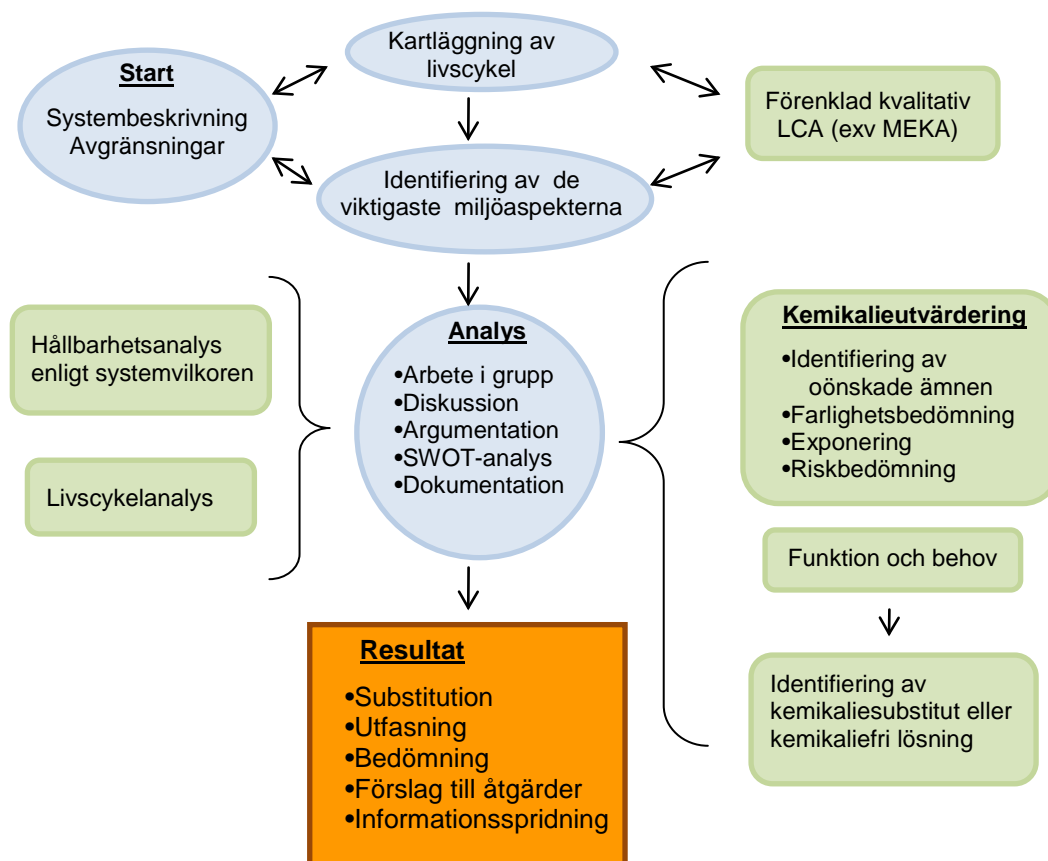 Start
Systembeskrivning
Avgränsningar
Kartläggning av
livscykel
Förenklad kvalitativ
LCA (exv MEKA)
Identifiering av de
viktigaste miljöaspekterna
Hållbarhetsanalys
enligt systemvilkoren
Livscykelanalys
Analys
•Arbete i grupp
•Diskussion
•Argumentation
•SWOT-analys
•Dokumentation
Kemikalieutvärdering
•Identifiering av
oönskade ämnen
•Farlighetsbedömning
•Exponering
•Riskbedömning
Funktion och behov
Identifiering av
kemikaliesubstitut eller
kemikaliefri lösning
Resultat
•Substitution
•Utfasning
•Bedömning
•Förslag till åtgärder
•Informationsspridning